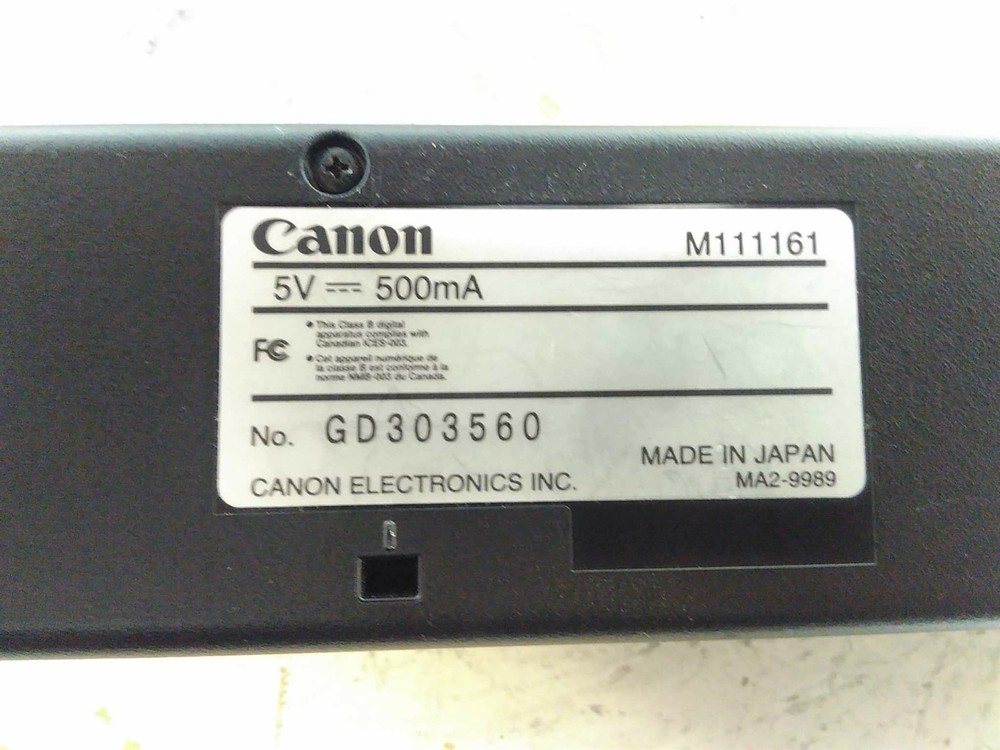 Canon M111161
5V ⎓ 500mA
FC
• This Class B digital
apparatus complies with
Canadian ICES-003.
• Cet appareil numérique de
la classe B est conforme à la
norme NMB-003 du Canada.
No. GD303560
MADE IN JAPAN
CANON ELECTRONICS INC. MA2-9989